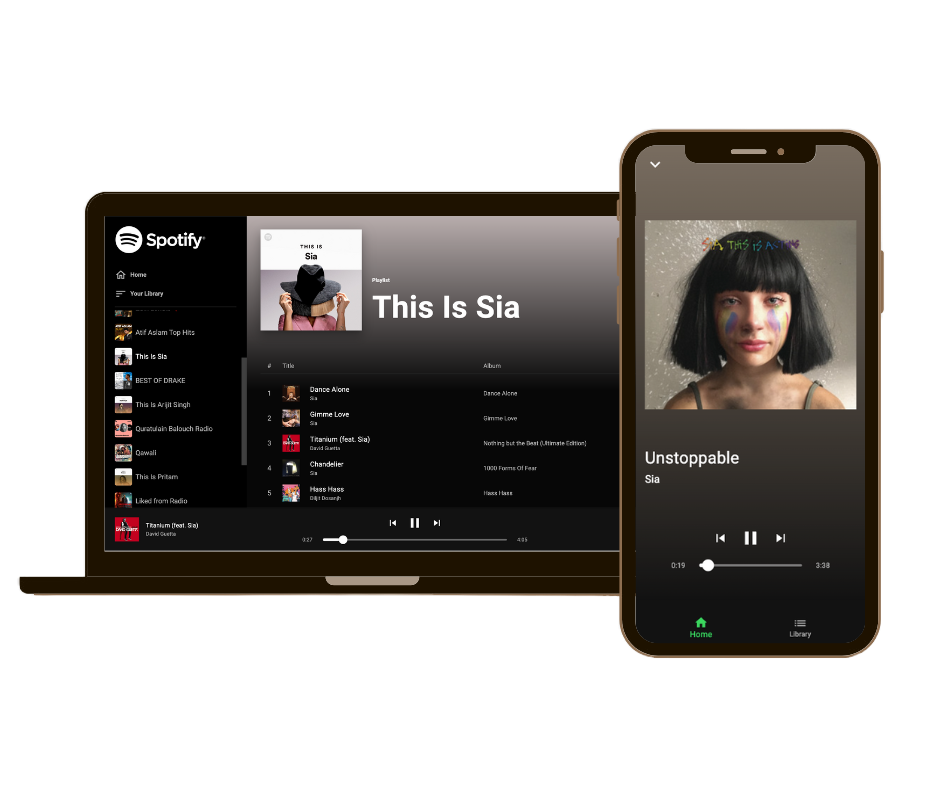 Spotify®
Home
Your Library
Atif Aslam Top Hits
This Is Sia
BEST OF DRAKE
This Is Arijit Singh
Quratulain Balouch Radio
Qawali
This Is Pritam
Liked from Radio
THIS IS
Sia
Playlist
This Is Sia
# Title Album
1 Dance Alone Dance Alone
Sia
2 Gimme Love Gimme Love
Sia
3 Titanium (feat. Sia) Nothing but the Beat (Ultimate Edition)
David Guetta
4 Chandelier 1000 Forms Of Fear
Sia
5 Hass Hass Hass Hass
Diljit Dosanjh
Titanium (feat. Sia)
David Guetta
0:27 4:05
SIA THIS IS ACTING
Unstoppable
Sia
0:19 3:38
Home Library